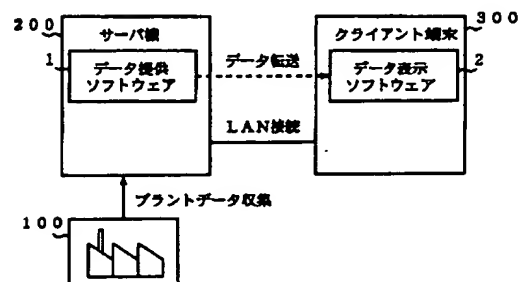 200
サーバ機
300
クライアント端末
1
データ提供
ソフトウェア
データ転送
データ表示
ソフトウェア
2
LAN接続
プラントデータ収集
100